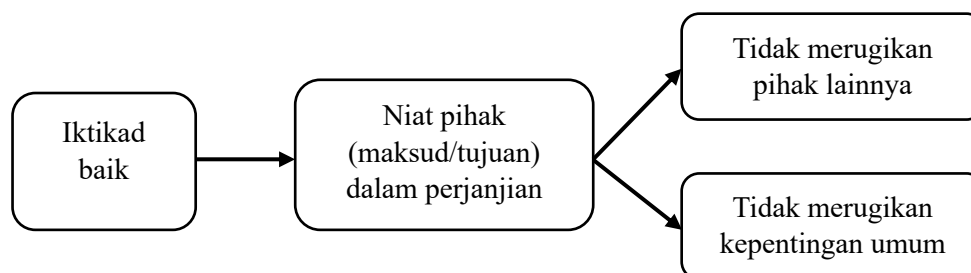 Iktikad
baik
Niat pihak
(maksud/tujuan)
dalam perjanjian
Tidak merugikan
pihak lainnya
Tidak merugikan
kepentingan umum